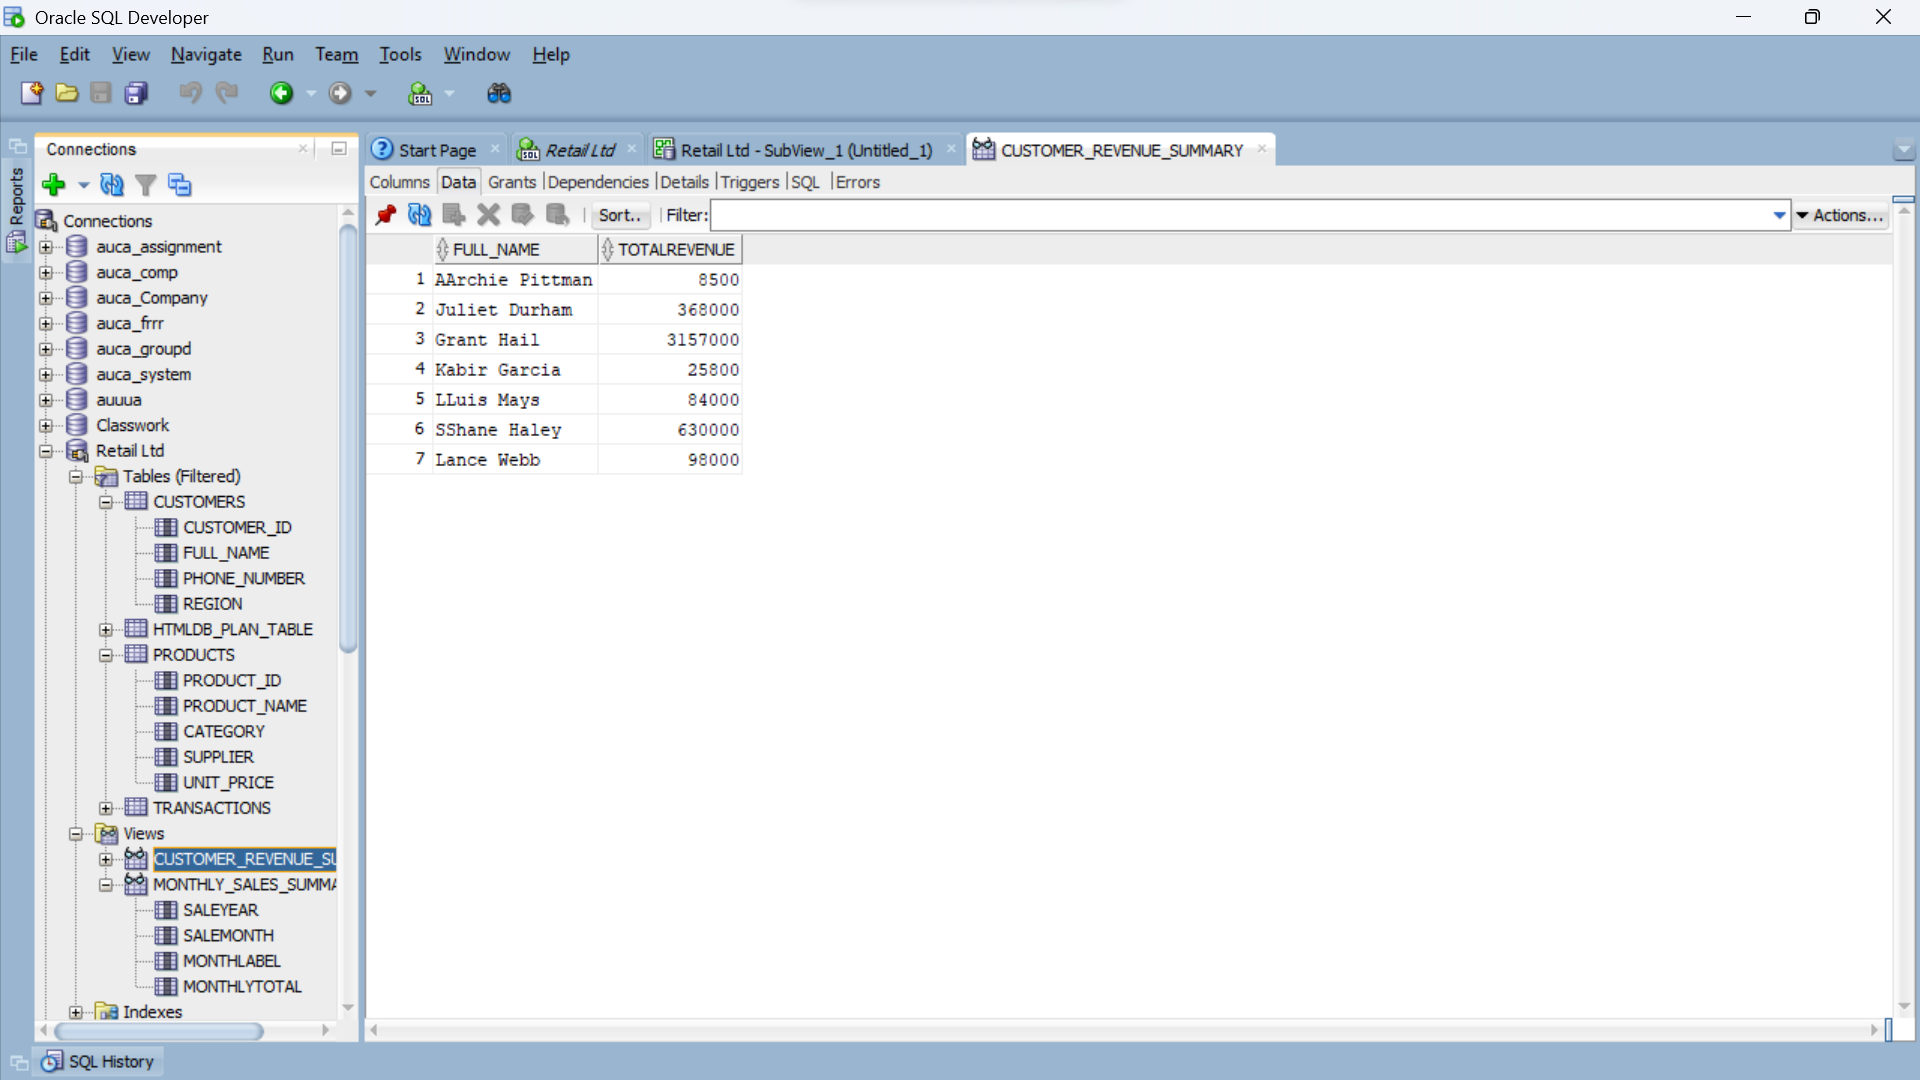 Oracle SQL Developer
File Edit View Navigate Run Team Tools Window Help
Reports
Connections
Start Page
Retail Ltd
Retail Ltd - SubView_1 (Untitled_1)
CUSTOMER_REVENUE_SUMMARY
Columns Data Grants Dependencies Details Triggers SQL Errors
Sort.. Filter: Actions...
Connections
auca_assignment
auca_comp
auca_Company
auca_frrr
auca_groupd
auca_system
auuua
Classwork
Retail Ltd
Tables (Filtered)
CUSTOMERS
CUSTOMER_ID
FULL_NAME
PHONE_NUMBER
REGION
HTMLDB_PLAN_TABLE
PRODUCTS
PRODUCT_ID
PRODUCT_NAME
CATEGORY
SUPPLIER
UNIT_PRICE
TRANSACTIONS
Views
CUSTOMER_REVENUE_SU
MONTHLY_SALES_SUMMA
SALEYEAR
SALEMONTH
MONTHLABEL
MONTHLYTOTAL
Indexes
FULL_NAME TOTALREVENUE
1 AArchie Pittman 8500
2 Juliet Durham 368000
3 Grant Hail 3157000
4 Kabir Garcia 25800
5 LLuis Mays 84000
6 SShane Haley 630000
7 Lance Webb 98000
SQL History